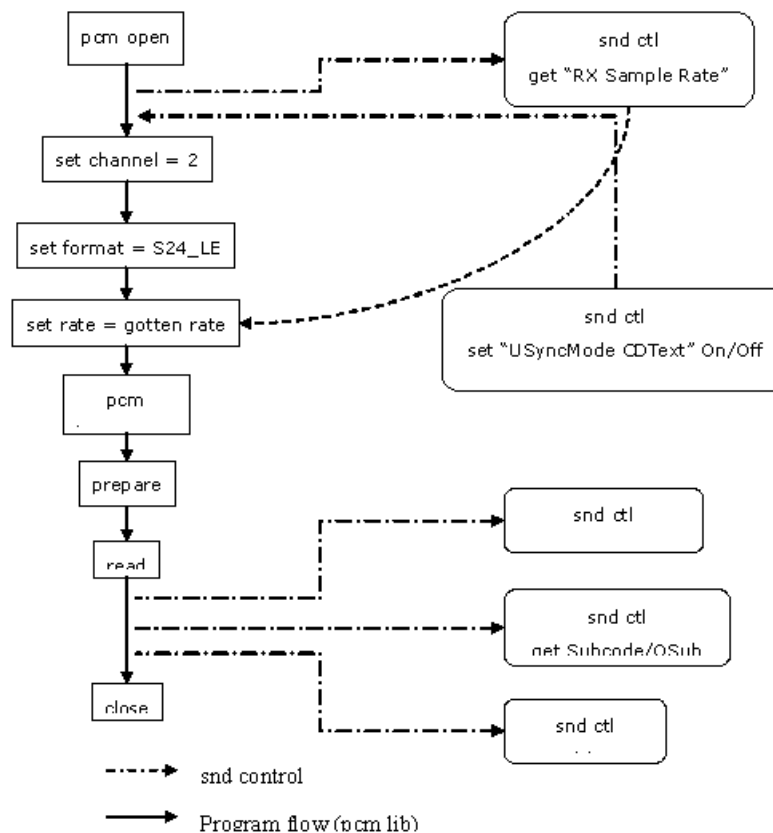 pcm open
snd ctl
get “RX Sample Rate”
set channel = 2
set format = S24_LE
set rate = gotten rate
snd ctl
set “USyncMode CDText” On/Off
pcm
prepare
read
snd ctl
snd ctl
get Subcode/QSub
close
snd ctl
snd control
Program flow (pcm lib)